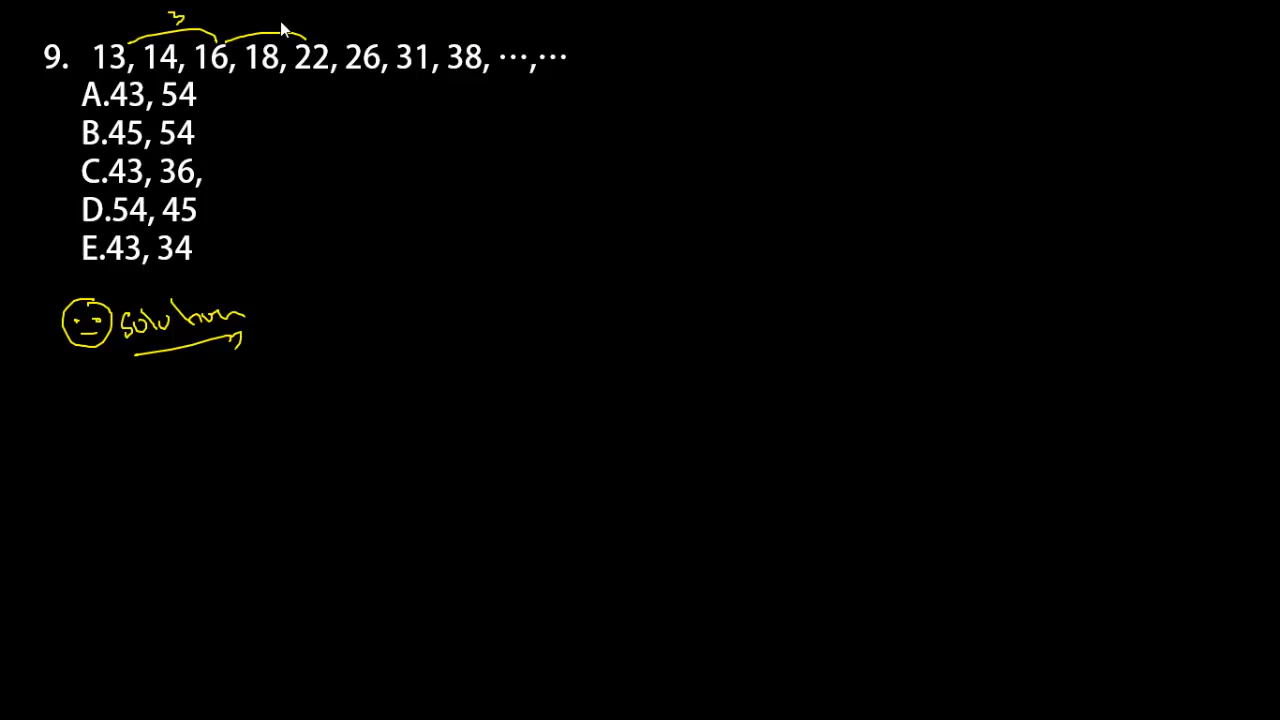 3
9. 13, 14, 16, 18, 22, 26, 31, 38, ⋯,⋯
A.43, 54
B.45, 54
C.43, 36,
D.54, 45
E.43, 34
solution